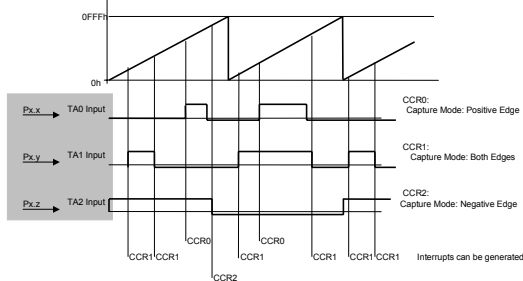 0FFFh
0h
Px.x TA0 Input
CCR0:
Capture Mode: Positive Edge
Px.y TA1 Input
CCR1:
Capture Mode: Both Edges
Px.z TA2 Input
CCR2:
Capture Mode: Negative Edge
CCR0 CCR0
CCR1 CCR1 CCR1 CCR1 CCR1 CCR1 Interrupts can be generated
CCR2